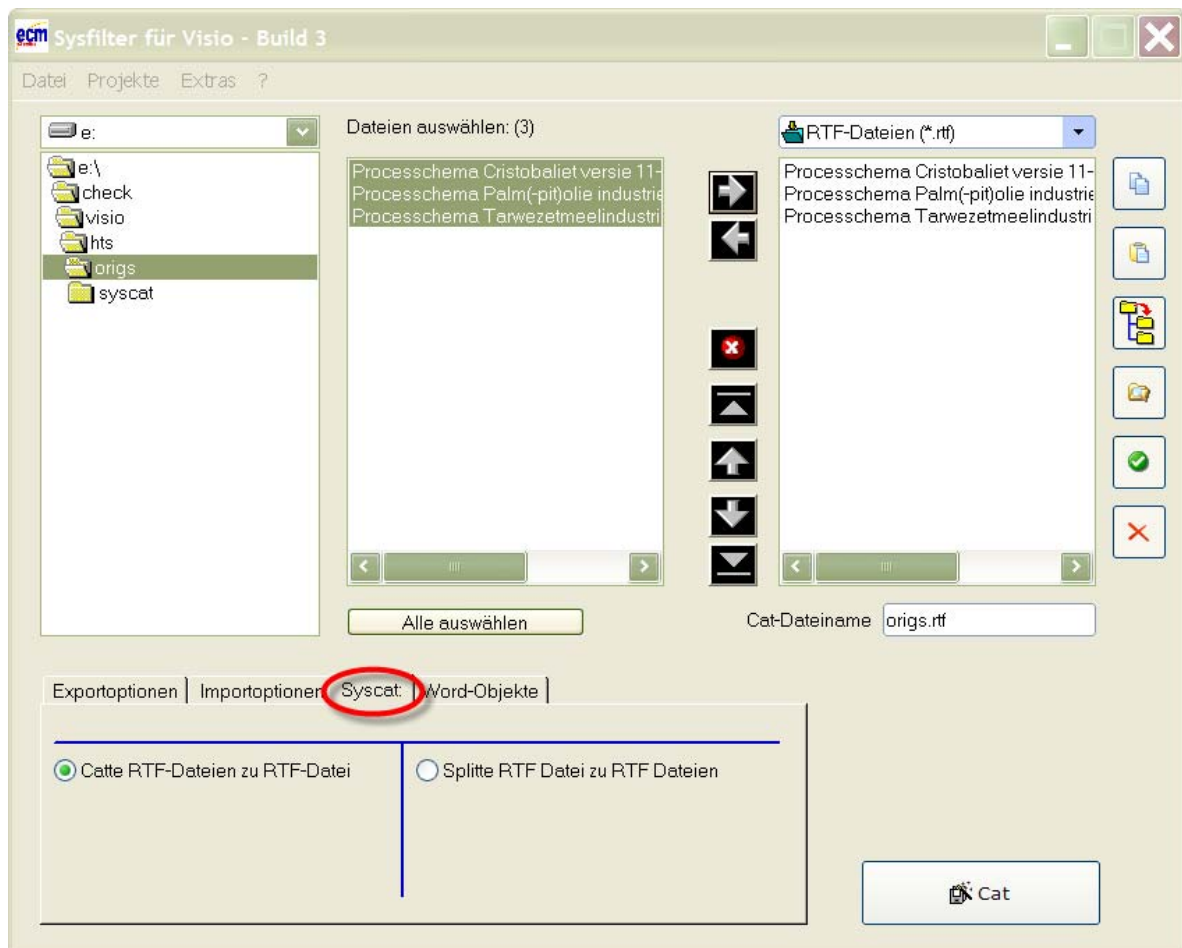 ecm Sysfilter für Visio - Build 3
Datei Projekte Extras ?
e:
e:\
check
visio
hts
origs
syscat
Dateien auswählen: (3)
Processchema Cristobaliet versie 11-
Processchema Palm(-pit)olie industrie
Processchema Tarwezetmeelindustri
Alle auswählen
RTF-Dateien (*.rtf)
Processchema Cristobaliet versie 11-
Processchema Palm(-pit)olie industrie
Processchema Tarwezetmeelindustri
Cat-Dateiname origs.rtf
Exportoptionen Importoptionen Syscat: Word-Objekte
Catte RTF-Dateien zu RTF-Datei
Splitte RTF Datei zu RTF Dateien
Cat